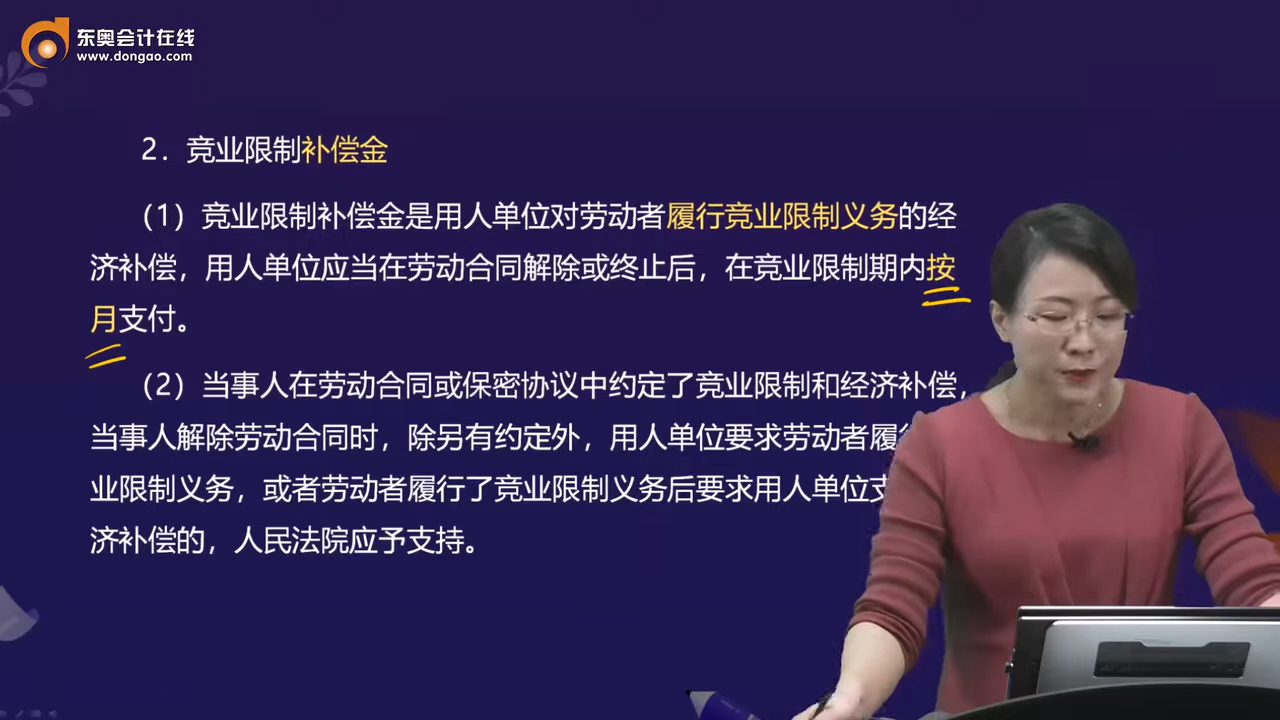 东奥会计在线
www.dongao.com
2．竞业限制补偿金
（1）竞业限制补偿金是用人单位对劳动者履行竞业限制义务的经
济补偿，用人单位应当在劳动合同解除或终止后，在竞业限制期内按
月支付。
（2）当事人在劳动合同或保密协议中约定了竞业限制和经济补偿，
当事人解除劳动合同时，除另有约定外，用人单位要求劳动者履
业限制义务，或者劳动者履行了竞业限制义务后要求用人单位支
济补偿的，人民法院应予支持。